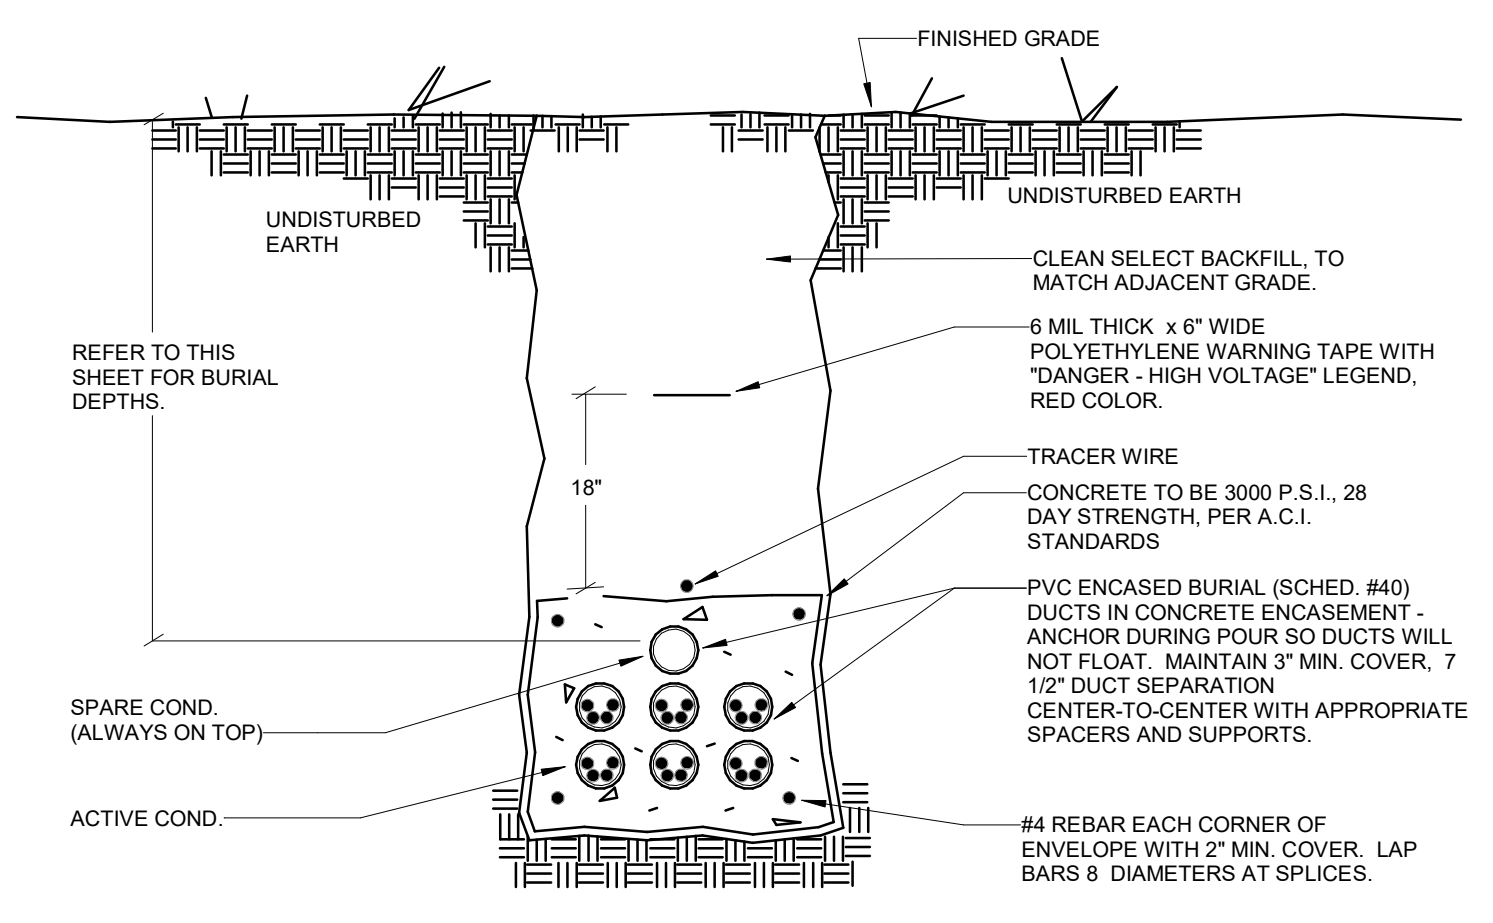 FINISHED GRADE
UNDISTURBED
EARTH
UNDISTURBED EARTH
CLEAN SELECT BACKFILL, TO
MATCH ADJACENT GRADE.
6 MIL THICK  x 6" WIDE
POLYETHYLENE WARNING TAPE WITH
"DANGER - HIGH VOLTAGE" LEGEND,
RED COLOR.
REFER TO THIS
SHEET FOR BURIAL
DEPTHS.
18"
TRACER WIRE
CONCRETE TO BE 3000 P.S.I., 28
DAY STRENGTH, PER A.C.I.
STANDARDS
PVC ENCASED BURIAL (SCHED. #40)
DUCTS IN CONCRETE ENCASEMENT -
ANCHOR DURING POUR SO DUCTS WILL
NOT FLOAT.  MAINTAIN 3" MIN. COVER,  7
1/2" DUCT SEPARATION
CENTER-TO-CENTER WITH APPROPRIATE
SPACERS AND SUPPORTS.
SPARE COND.
(ALWAYS ON TOP)
ACTIVE COND.
#4 REBAR EACH CORNER OF
ENVELOPE WITH 2" MIN. COVER.  LAP
BARS 8  DIAMETERS AT SPLICES.